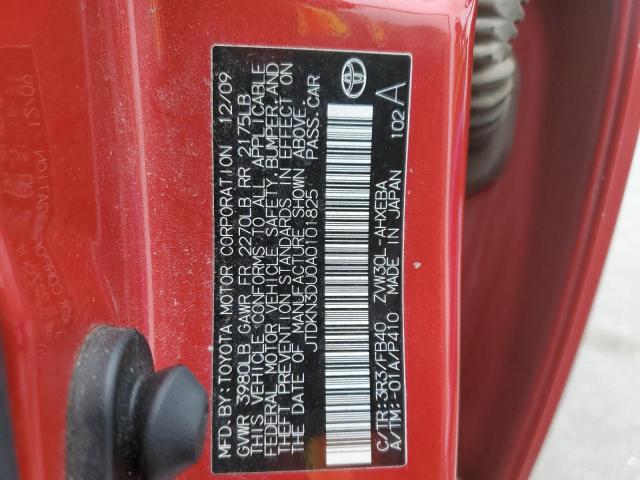 MFD.BY:TOYOTA MOTOR CORPORATION 12/09
GVWR 3980LB GAWR FR 2270LB RR 2175LB
THIS VEHICLE CONFORMS TO ALL APPLICABLE
FEDERAL MOTOR VEHICLE SAFETY, BUMPER, AND
THEFT PREVENTION STANDARDS IN EFFECT ON
THE DATE OF MANUFACTURE SHOWN ABOVE.
JTDKN3DU0A0101825 PASS.CAR
C/TR:3R3/FB40 ZVW30L-AHXEBA
A/TM:-01A/P410 MADE IN JAPAN 102 A